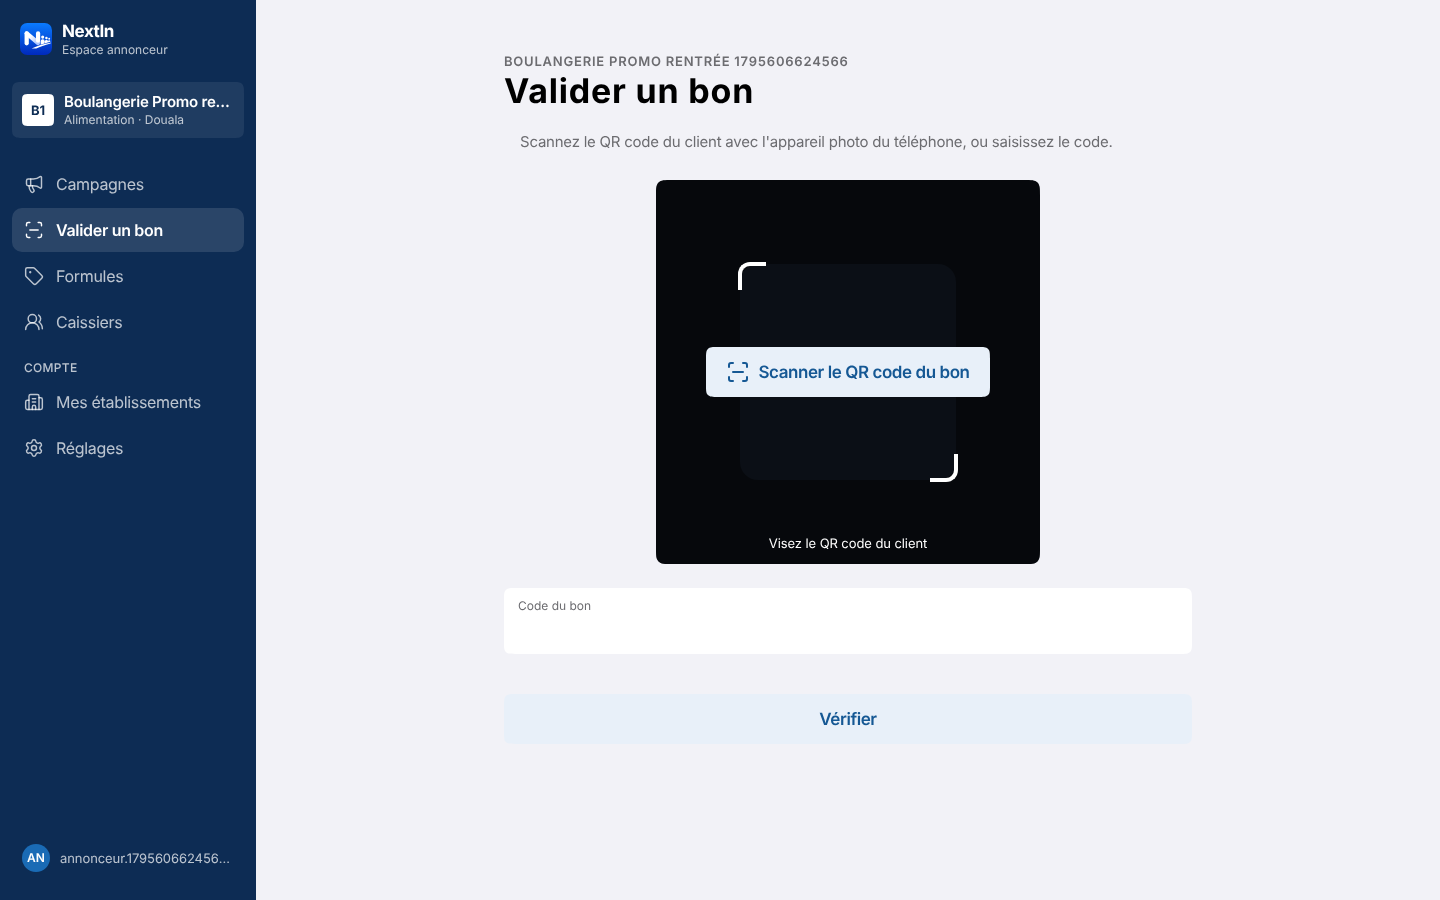 NextIn
Espace annonceur
B1
Boulangerie Promo re...
Alimentation · Douala
Campagnes
Valider un bon
Formules
Caissiers
COMPTE
Mes établissements
Réglages
AN
annonceur.179560662456...
BOULANGERIE PROMO RENTRÉE 1795606624566
Valider un bon
Scannez le QR code du client avec l'appareil photo du téléphone, ou saisissez le code.
Scanner le QR code du bon
Visez le QR code du client
Code du bon
Vérifier